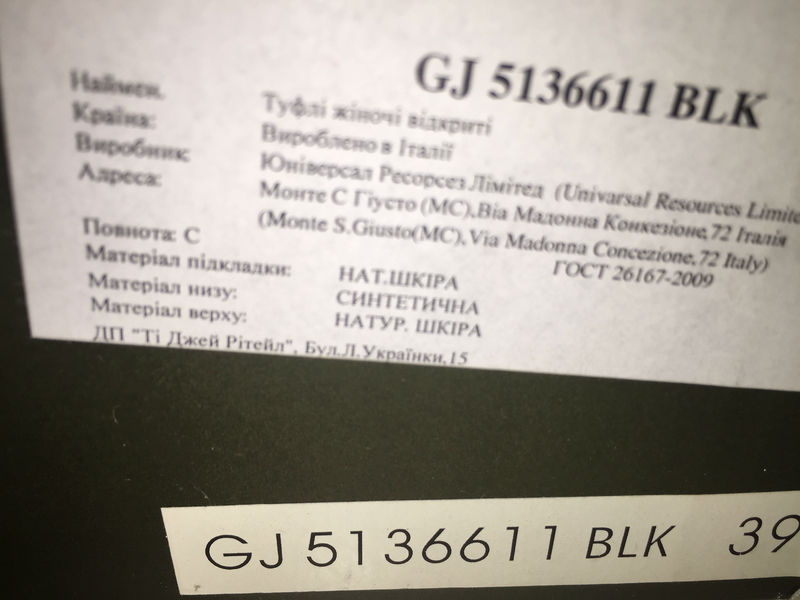 GJ 5136611 BLK
Наймен. Туфлі жіночі відкриті
Країна: Вироблено в Італії
Виробник: Юніверсал Ресорсез Лімітед (Univarsal Resources Limite
Адреса: Монте С Гіусто (МС), Віа Мадонна Конкезіоне, 72 Італія
(Monte S.Giusto(MC), Via Madonna Concezione, 72 Italy)
Повнота: С ГОСТ 26167-2009
Матеріал підкладки: НАТ.ШКІРА
Матеріал низу: СИНТЕТИЧНА
Матеріал верху: НАТУР. ШКІРА
ДП "Ті Джей Рітейл", Бул.Л.Українки,15
GJ 5136611 BLK 39